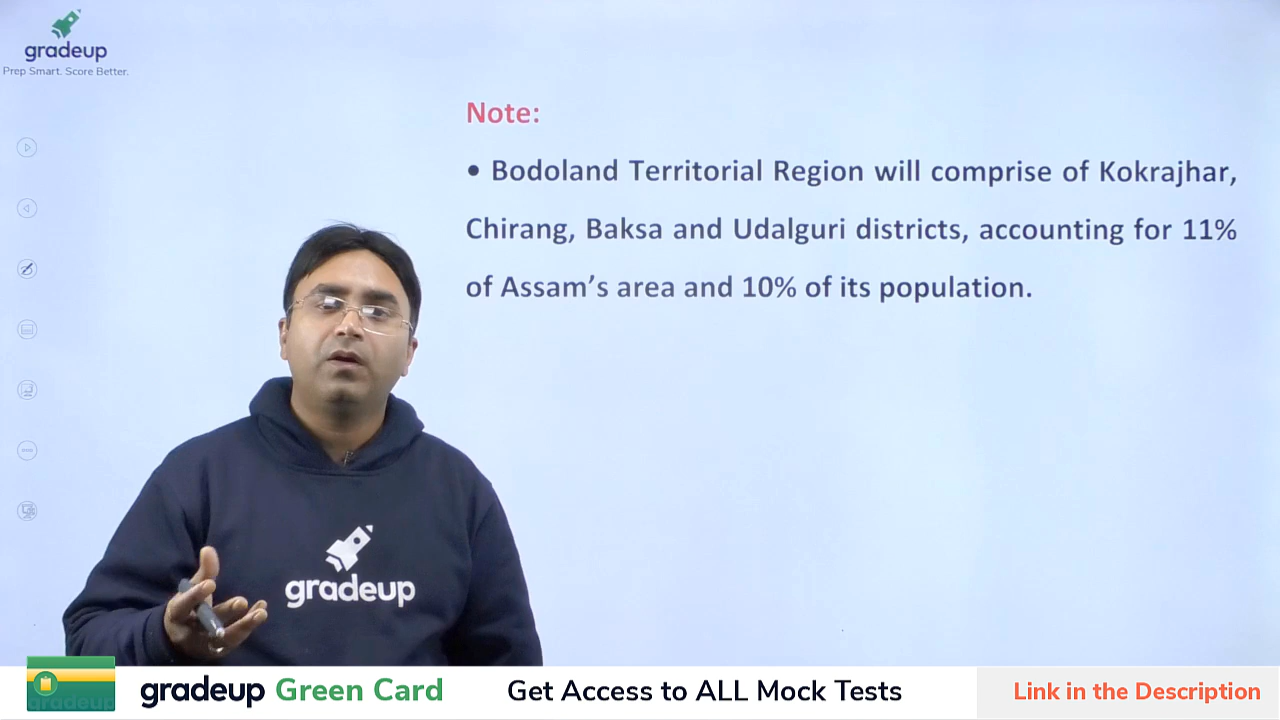 gradeup
Prep Smart. Score Better.
Note:
• Bodoland Territorial Region will comprise of Kokrajhar,
Chirang, Baksa and Udalguri districts, accounting for 11%
of Assam's area and 10% of its population.
gradeup
gradeup
gradeup Green Card
Get Access to ALL Mock Tests
Link in the Description